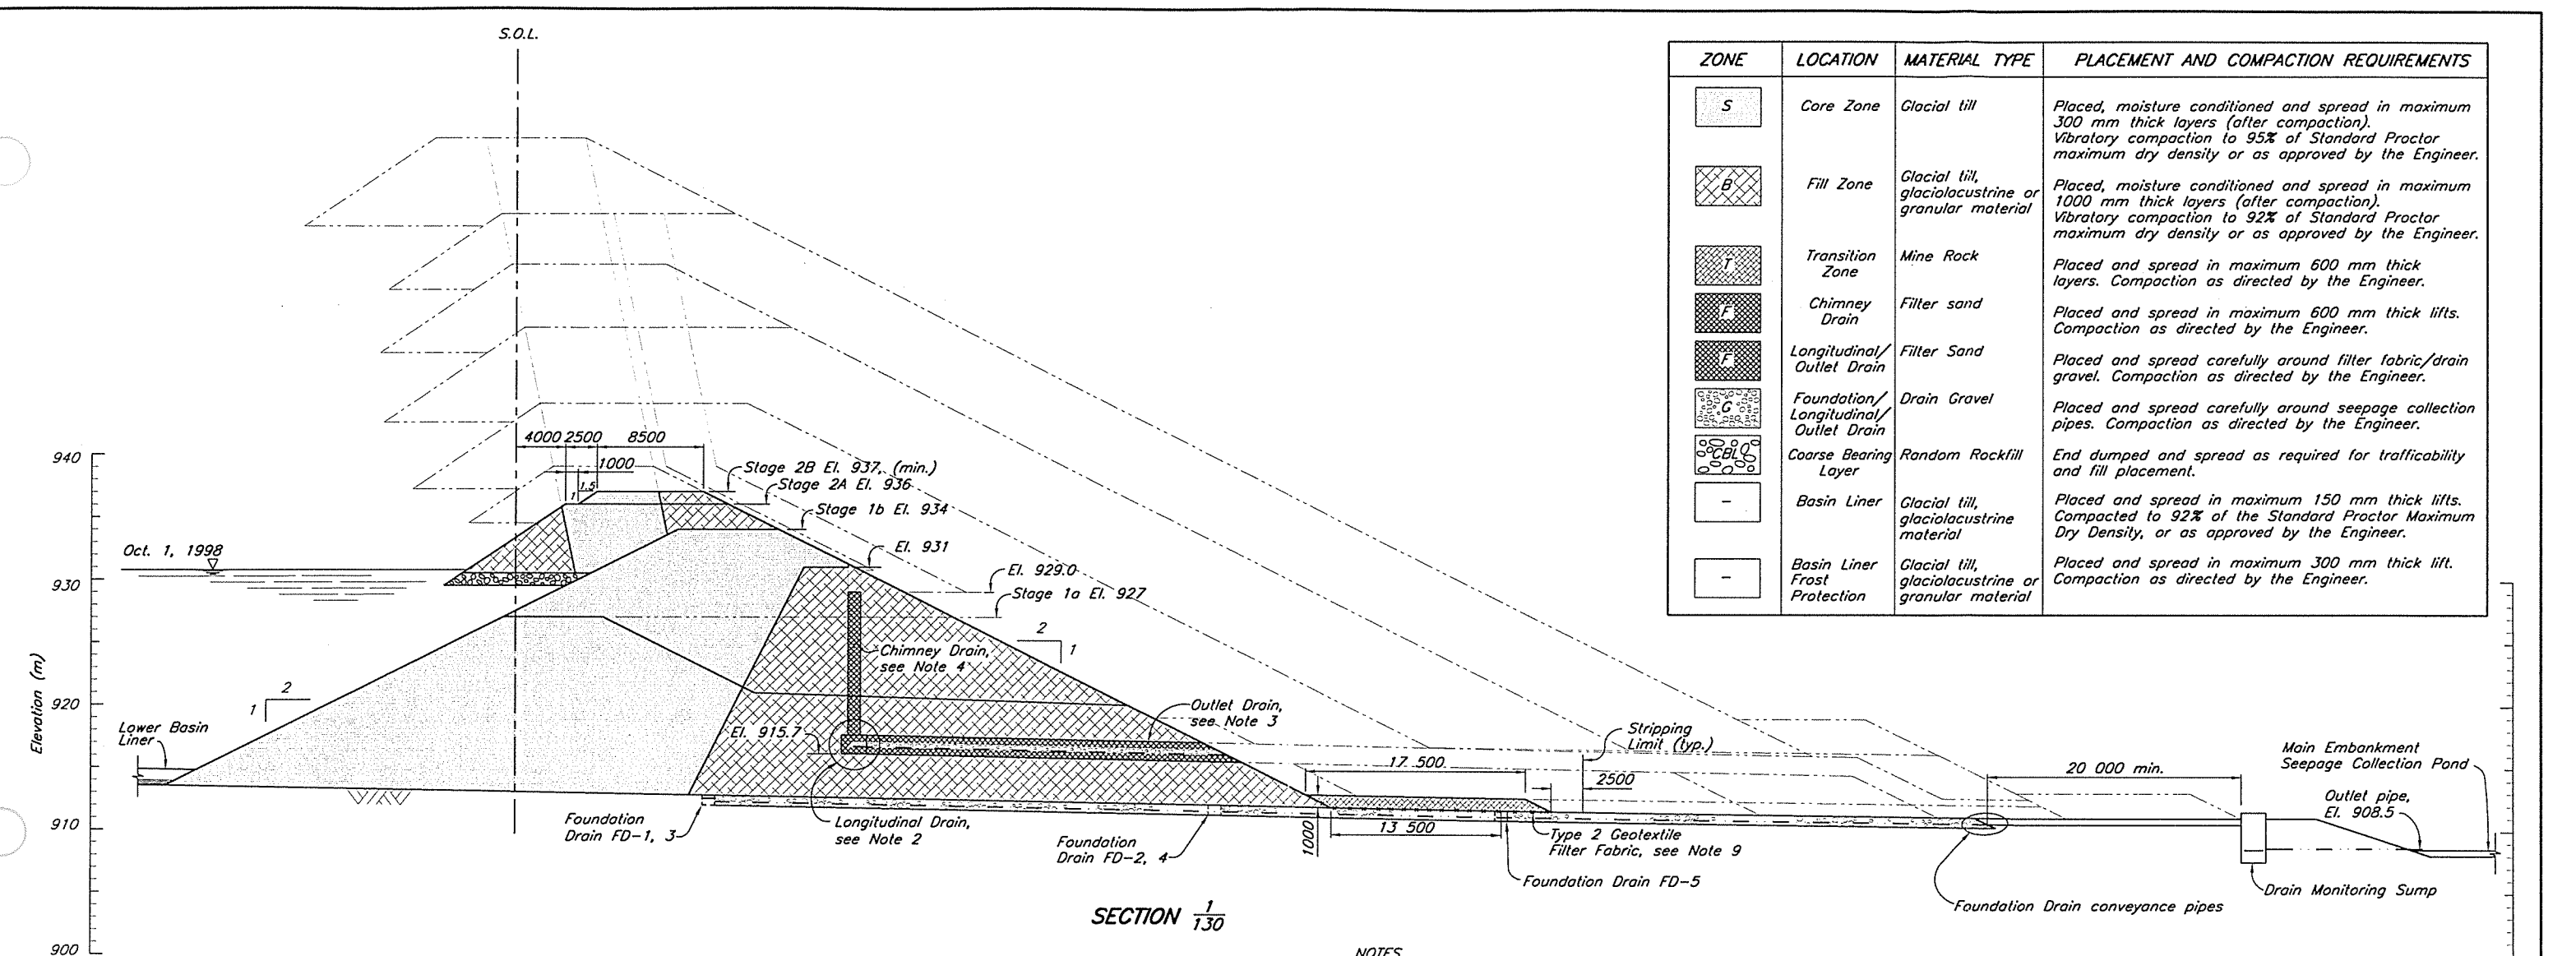 S.O.L.
ZONE LOCATION MATERIAL TYPE PLACEMENT AND COMPACTION REQUIREMENTS
S Core Zone Glacial till Placed, moisture conditioned and spread in maximum
300 mm thick layers (after compaction).
Vibratory compaction to 95% of Standard Proctor
maximum dry density or as approved by the Engineer.
B Fill Zone Glacial till,
glaciolacustrine or
granular material
Placed, moisture conditioned and spread in maximum
1000 mm thick layers (after compaction).
Vibratory compaction to 92% of Standard Proctor
maximum dry density or as approved by the Engineer.
T Transition
Zone
Mine Rock
Placed and spread in maximum 600 mm thick
layers. Compaction as directed by the Engineer.
F Chimney
Drain
Filter sand
Placed and spread in maximum 600 mm thick lifts.
Compaction as directed by the Engineer.
F Longitudinal/
Outlet Drain
Filter Sand
Placed and spread carefully around filter fabric/drain
gravel. Compaction as directed by the Engineer.
G Foundation/
Longitudinal/
Outlet Drain
Drain Gravel
Placed and spread carefully around seepage collection
pipes. Compaction as directed by the Engineer.
CBL Coarse Bearing
Layer
Random Rockfill
End dumped and spread as required for trafficability
and fill placement.
- Basin Liner Glacial till,
glaciolacustrine
material
Placed and spread in maximum 150 mm thick lifts.
Compacted to 92% of the Standard Proctor Maximum
Dry Density, or as approved by the Engineer.
- Basin Liner
Frost
Protection
Glacial till,
glaciolacustrine or
granular material
Placed and spread in maximum 300 mm thick lift.
Compaction as directed by the Engineer.
4000 2500 8500
1000
1 1.5
Stage 2B El. 937, (min.)
Stage 2A El. 936
Stage 1b El. 934
El. 931
El. 929.0
Stage 1a El. 927
Oct. 1, 1998
940
930
920
910
900
Elevation (m)
2
1
2
1
Chimney Drain,
see Note 4
Outlet Drain,
see Note 3
El. 915.7
Lower Basin
Liner
Stripping
Limit (typ.)
17 500
2500
20 000 min.
Main Embankment
Seepage Collection Pond
Outlet pipe,
El. 908.5
Foundation
Drain FD-1, 3
Longitudinal Drain,
see Note 2
Foundation
Drain FD-2, 4
1000
13 500
Type 2 Geotextile
Filter Fabric, see Note 9
Foundation Drain FD-5
Foundation Drain conveyance pipes
Drain Monitoring Sump
SECTION 1
130
NOTES